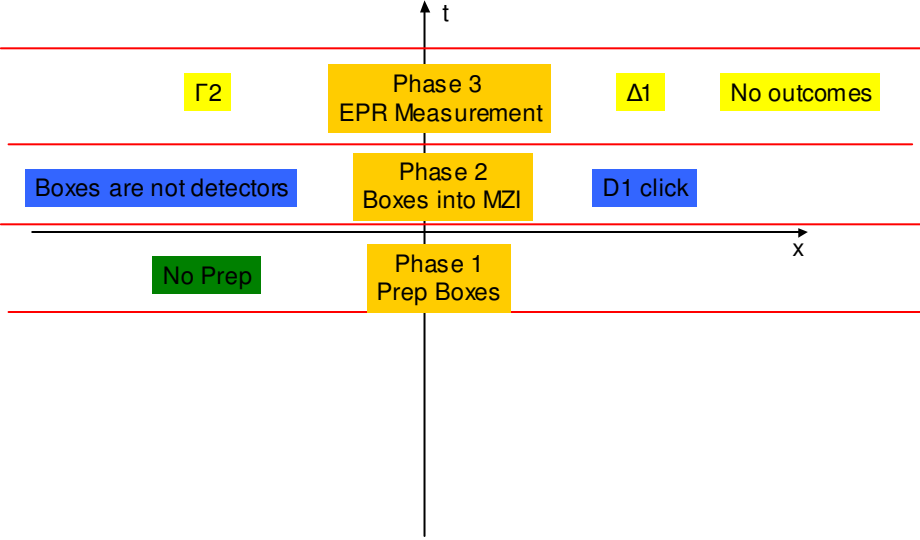 t
Γ2
Phase 3
EPR Measurement
Δ1
No outcomes
Boxes are not detectors
Phase 2
Boxes into MZI
D1 click
x
No Prep
Phase 1
Prep Boxes